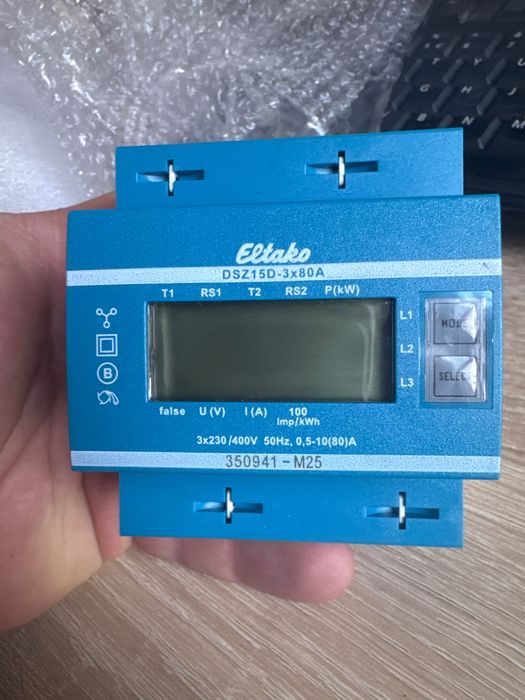 Eltako
DSZ15D-3x80A
T1 RS1 T2 RS2 P(kW)
L1
MODE
L2
L3
SELECT
B
false U(V) I(A) 100
Imp/kWh
3x230/400V 50Hz, 0,5-10(80)A
350941-M25